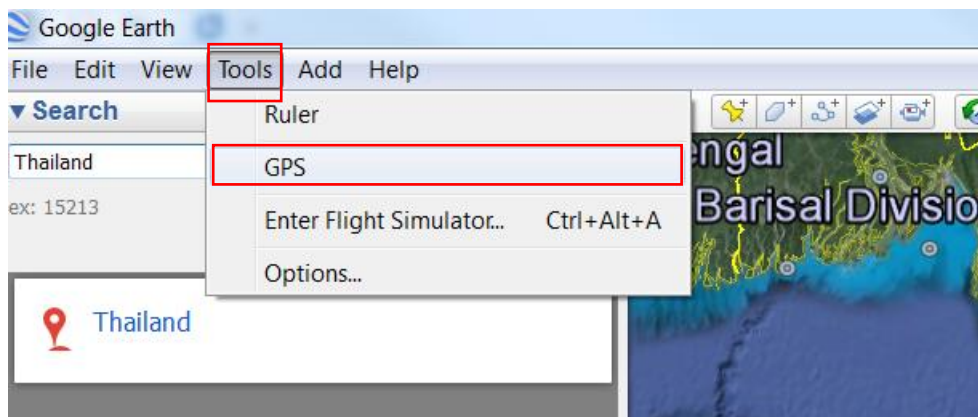 Google Earth
File Edit View Tools Add Help
Search
Ruler
Thailand
GPS
ex: 15213
Enter Flight Simulator... Ctrl+Alt+A
Options...
Thailand
engal
Barisal Divisio